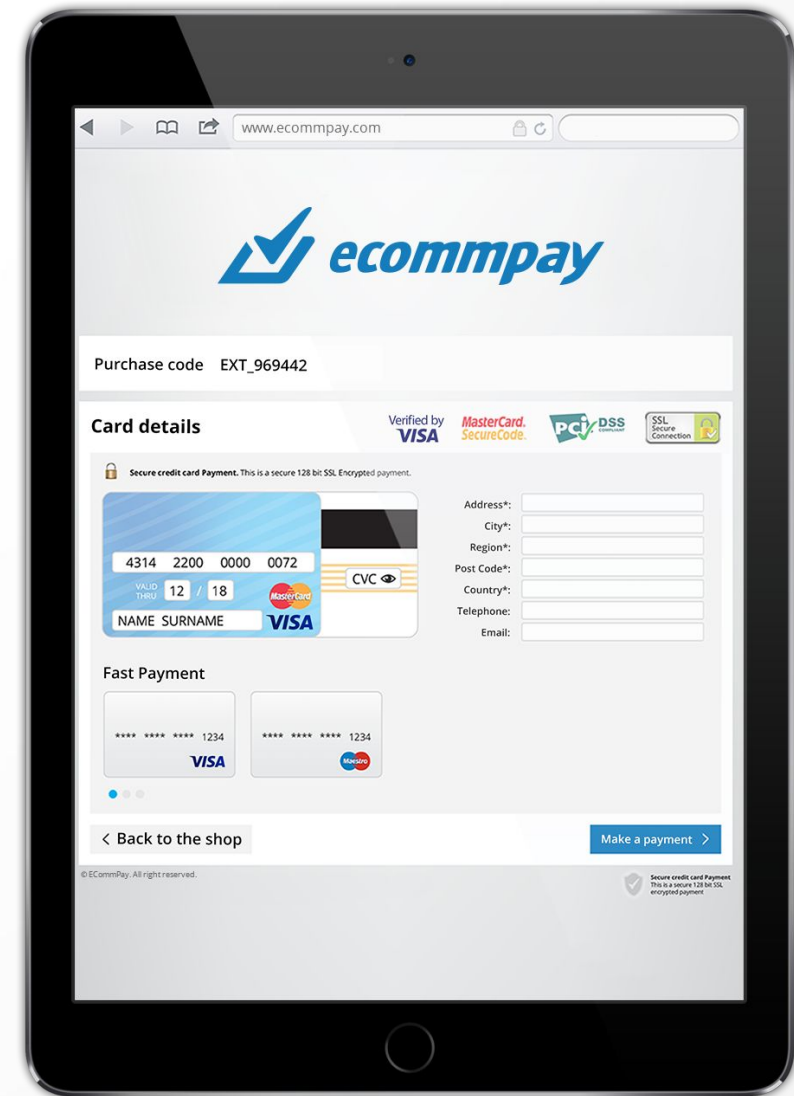 www.ecommpay.com
ecommpay
Purchase code EXT_969442
Card details
Verified by
VISA
MasterCard.
SecureCode.
PCI DSS
COMPLIANT
SSL
Secure
Connection
Secure credit card Payment. This is a secure 128 bit SSL Encrypted payment.
4314 2200 0000 0072
VALID
THRU
12 / 18
MasterCard
NAME SURNAME
VISA
CVC
Address*:
City*:
Region*:
Post Code*:
Country*:
Telephone:
Email:
Fast Payment
**** **** **** 1234
VISA
**** **** **** 1234
Maestro
< Back to the shop
Make a payment >
© ECommPay. All right reserved.
Secure credit card Payment
This is a secure 128 bit SSL
encrypted payment